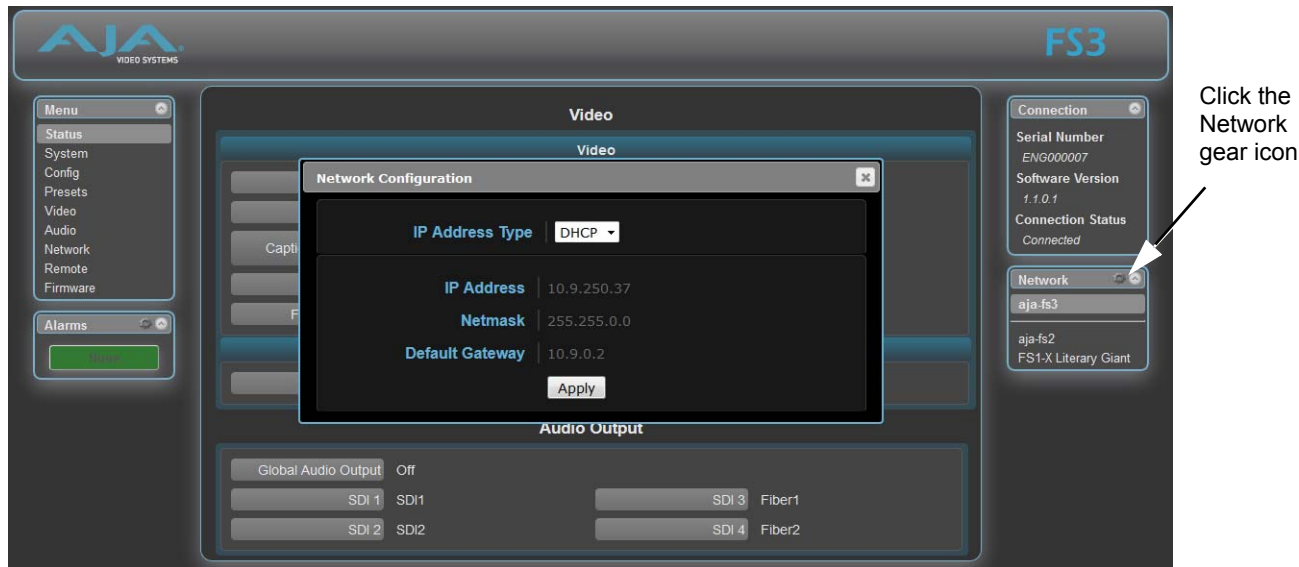 AJA
VIDEO SYSTEMS
FS3
Click the
Network
gear icon
Menu
Status
System
Config
Presets
Video
Audio
Network
Remote
Firmware
Alarms
None
Video
Video
Capti
F
Network Configuration
IP Address Type DHCP
IP Address 10.9.250.37
Netmask 255.255.0.0
Default Gateway 10.9.0.2
Apply
Audio Output
Global Audio Output Off
SDI 1 SDI1 SDI 3 Fiber1
SDI 2 SDI2 SDI 4 Fiber2
Connection
Serial Number
ENG000007
Software Version
1.1.0.1
Connection Status
Connected
Network
aja-fs3
aja-fs2
FS1-X Literary Giant